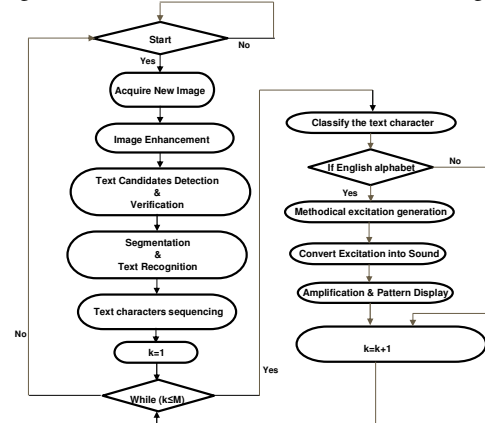 Start
No
Yes
Acquire New Image
Image Enhancement
Text Candidates Detection
&
Verification
Segmentation
&
Text Recognition
Text characters sequencing
k=1
No
While (k≤M)
Yes
Classify the text character
If English alphabet
No
Yes
Methodical excitation generation
Convert Excitation into Sound
Amplification & Pattern Display
k=k+1